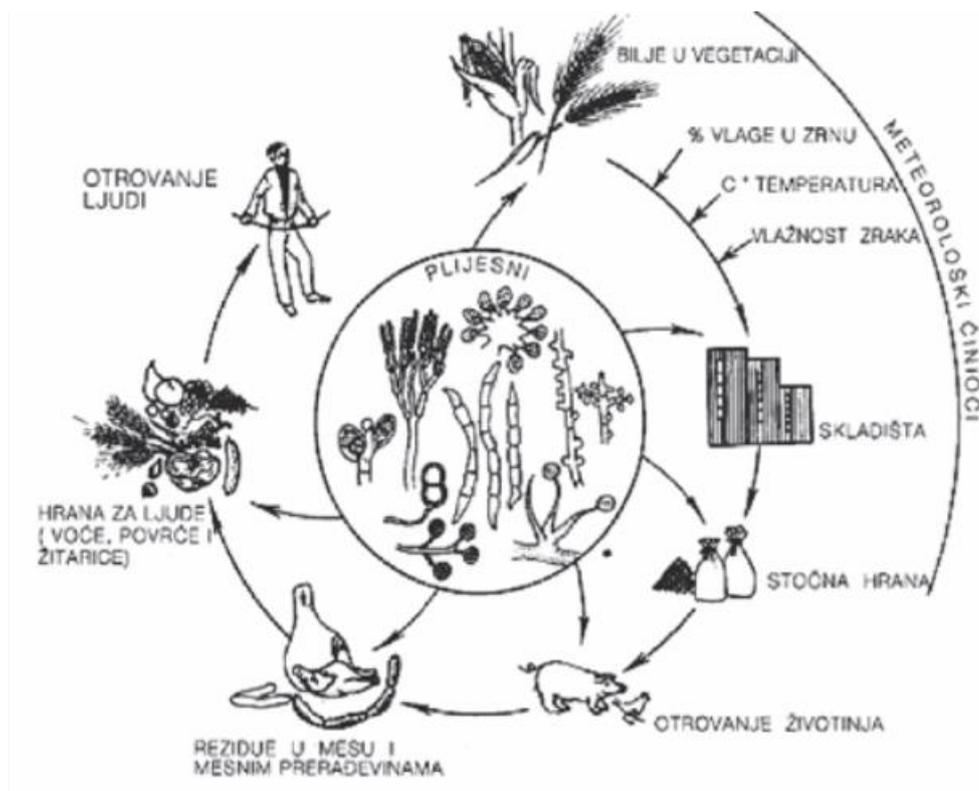 BILJE U VEGETACIJI
% VLAGE U ZRNU
C° TEMPERATURA
VLAŽNOST ZRAKA
METEOROLOŠKI ČINIOCI
OTROVANJE
LJUDI
PLIJESNI
SKLADIŠTA
HRANA ZA LJUDE
( VOĆE, POVRĆE I
ŽITARICE)
STOČNA HRANA
OTROVANJE ŽIVOTINJA
REZIDUE U MESU I
MESNIM PRERAĐEVINAMA